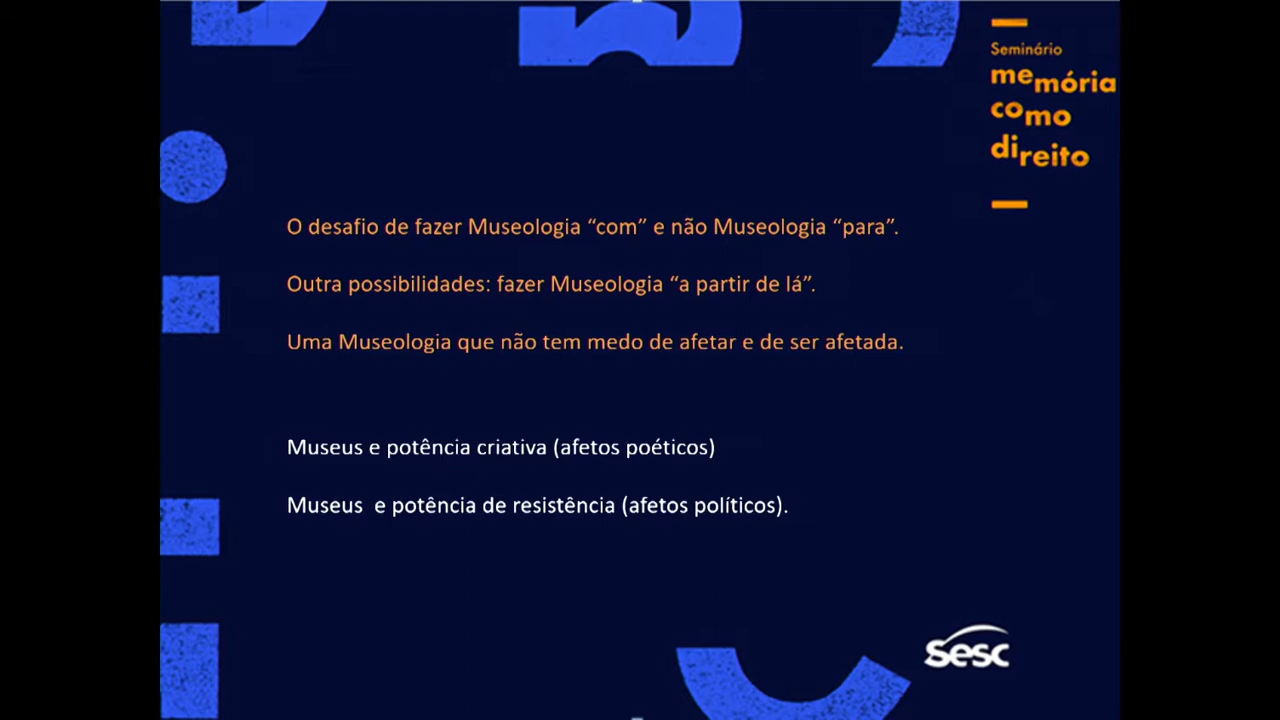 Seminário
memória
como
direito
O desafio de fazer Museologia “com” e não Museologia “para”.
Outra possibilidades: fazer Museologia “a partir de lá”.
Uma Museologia que não tem medo de afetar e de ser afetada.
Museus e potência criativa (afetos poéticos)
Museus e potência de resistência (afetos políticos).
Sesc